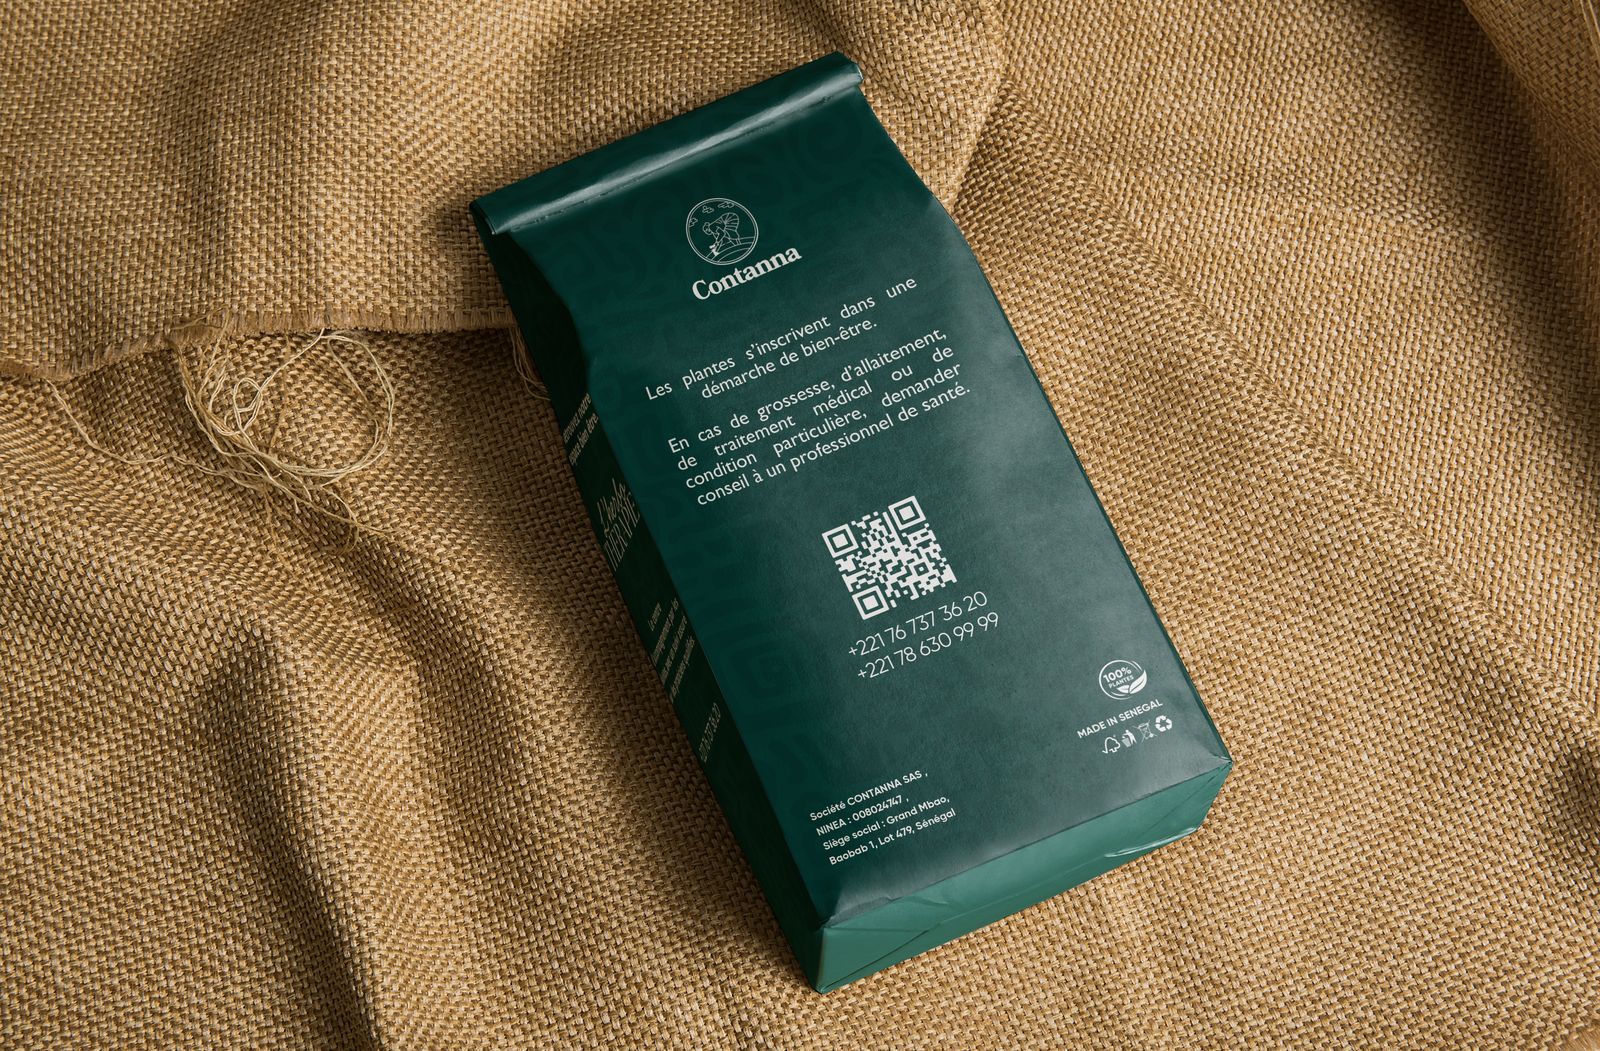 Contanna
Les plantes s'inscrivent dans une
démarche de bien-être.
En cas de grossesse, d'allaitement,
de traitement médical ou de
condition particulière, demander
conseil à un professionnel de santé.
+221 76 737 36 20
+221 78 630 99 99
100%
PLANTES
MADE IN SENEGAL
Société CONTANNA SAS ,
NINEA : 008024747 ,
Siège social : Grand Mbao,
Baobab 1, Lot 479, Sénégal